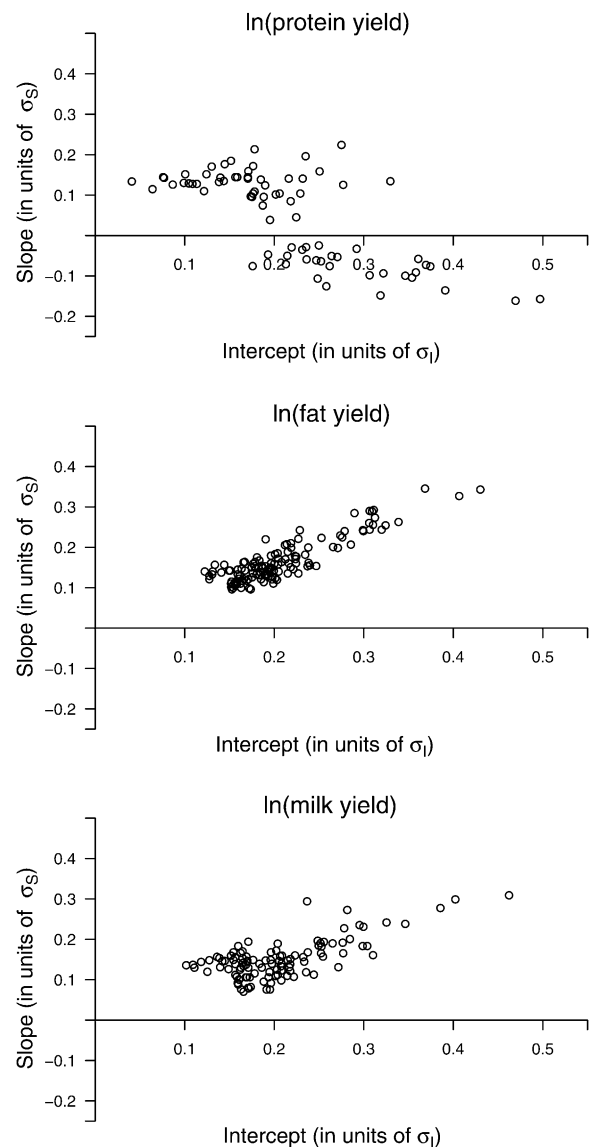 ln(protein yield)
0.4
0.3
0.2
0.1
−0.1
−0.2
Slope (in units of σS)
0.1 0.2 0.3 0.4 0.5
Intercept (in units of σI)
ln(fat yield)
0.4
0.3
0.2
0.1
−0.1
−0.2
Slope (in units of σS)
0.1 0.2 0.3 0.4 0.5
Intercept (in units of σI)
ln(milk yield)
0.4
0.3
0.2
0.1
−0.1
−0.2
Slope (in units of σS)
0.1 0.2 0.3 0.4 0.5
Intercept (in units of σI)